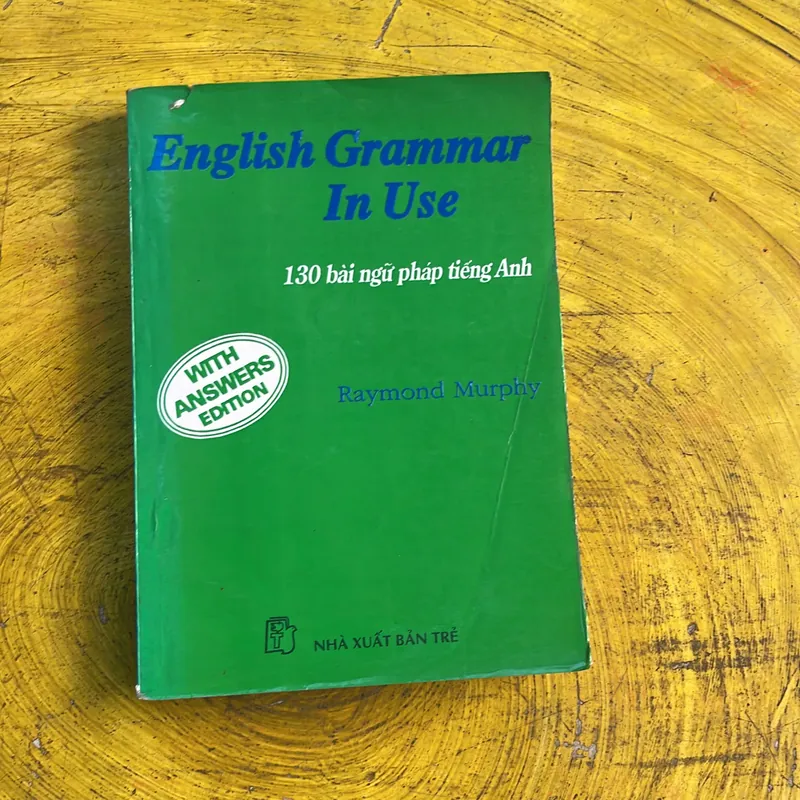 English Grammar
In Use
130 bài ngữ pháp tiếng Anh
WITH
ANSWERS
EDITION
Raymond Murphy
NHÀ XUẤT BẢN TRẺ